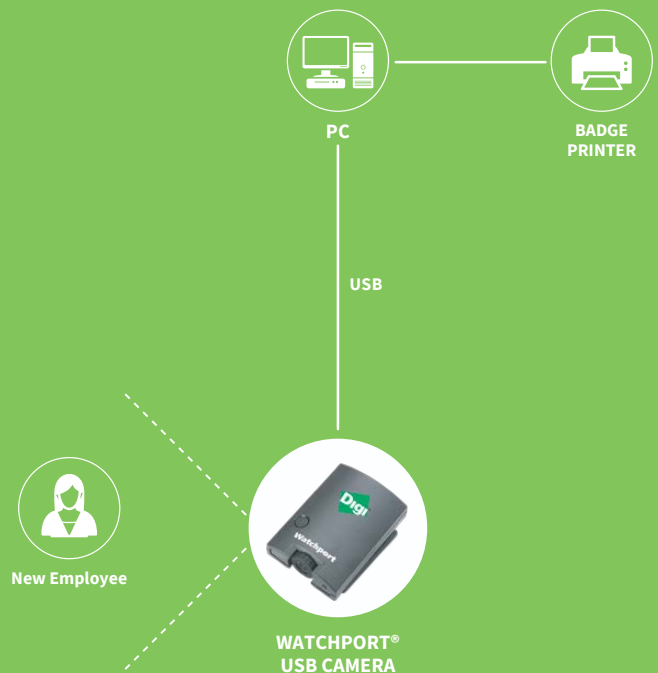 PC
BADGE
PRINTER
USB
New Employee
Digi
Watchport
WATCHPORT®
USB CAMERA